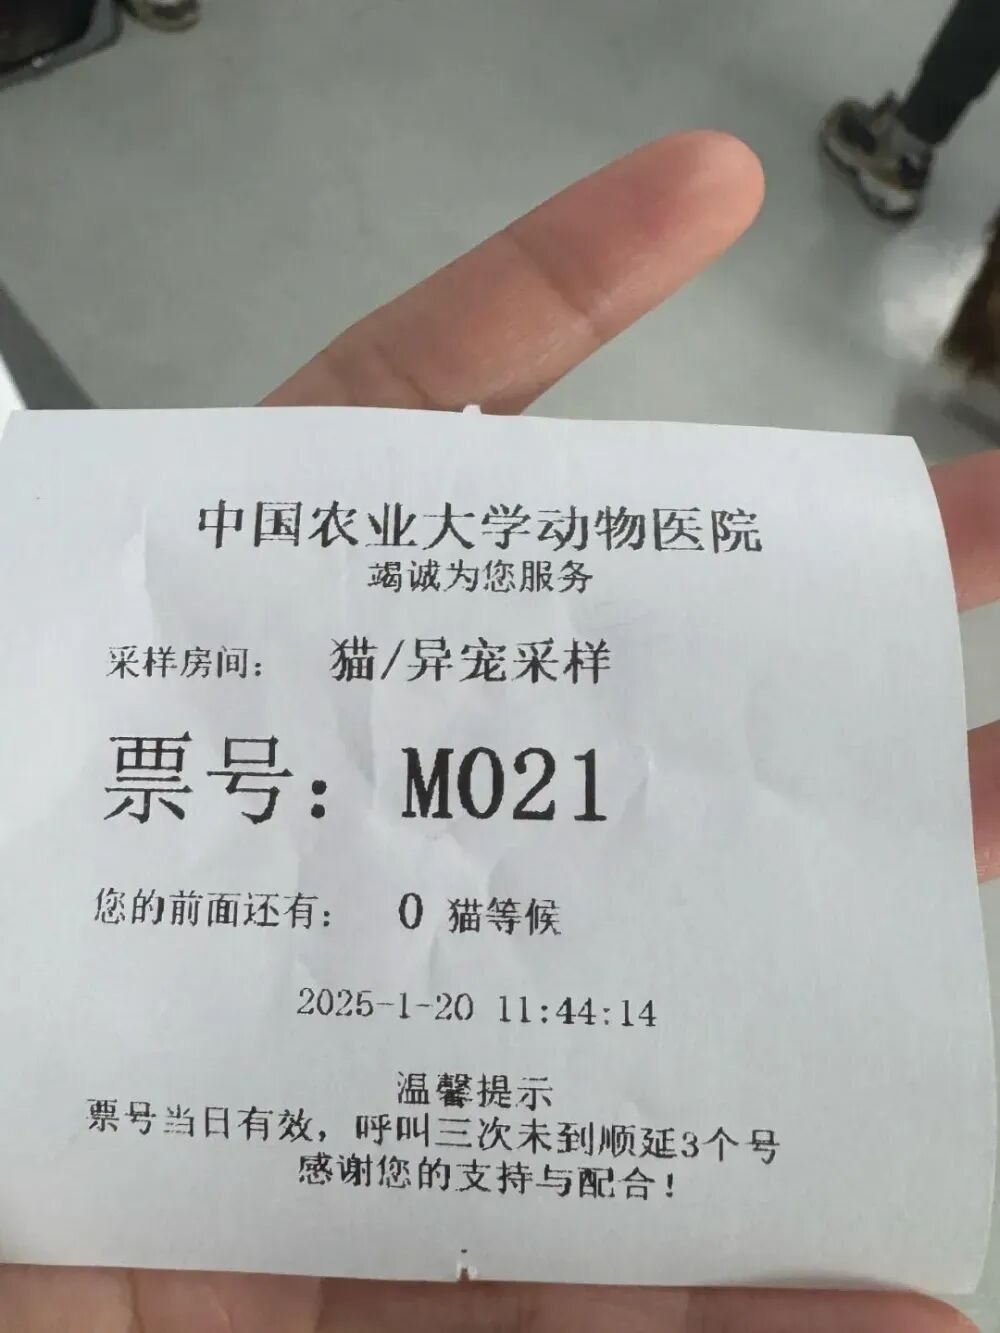 中国农业大学动物医院
竭诚为您服务
采样房间： 猫/异宠采样
票号： M021
您的前面还有： 0 猫等候
2025-1-20 11:44:14
温馨提示
票号当日有效，呼叫三次未到顺延3个号
感谢您的支持与配合！